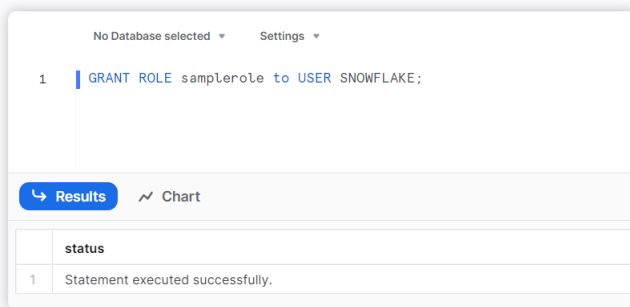 No Database selected Settings
1 GRANT ROLE samplerole to USER SNOWFLAKE;
Results Chart
status
1 Statement executed successfully.